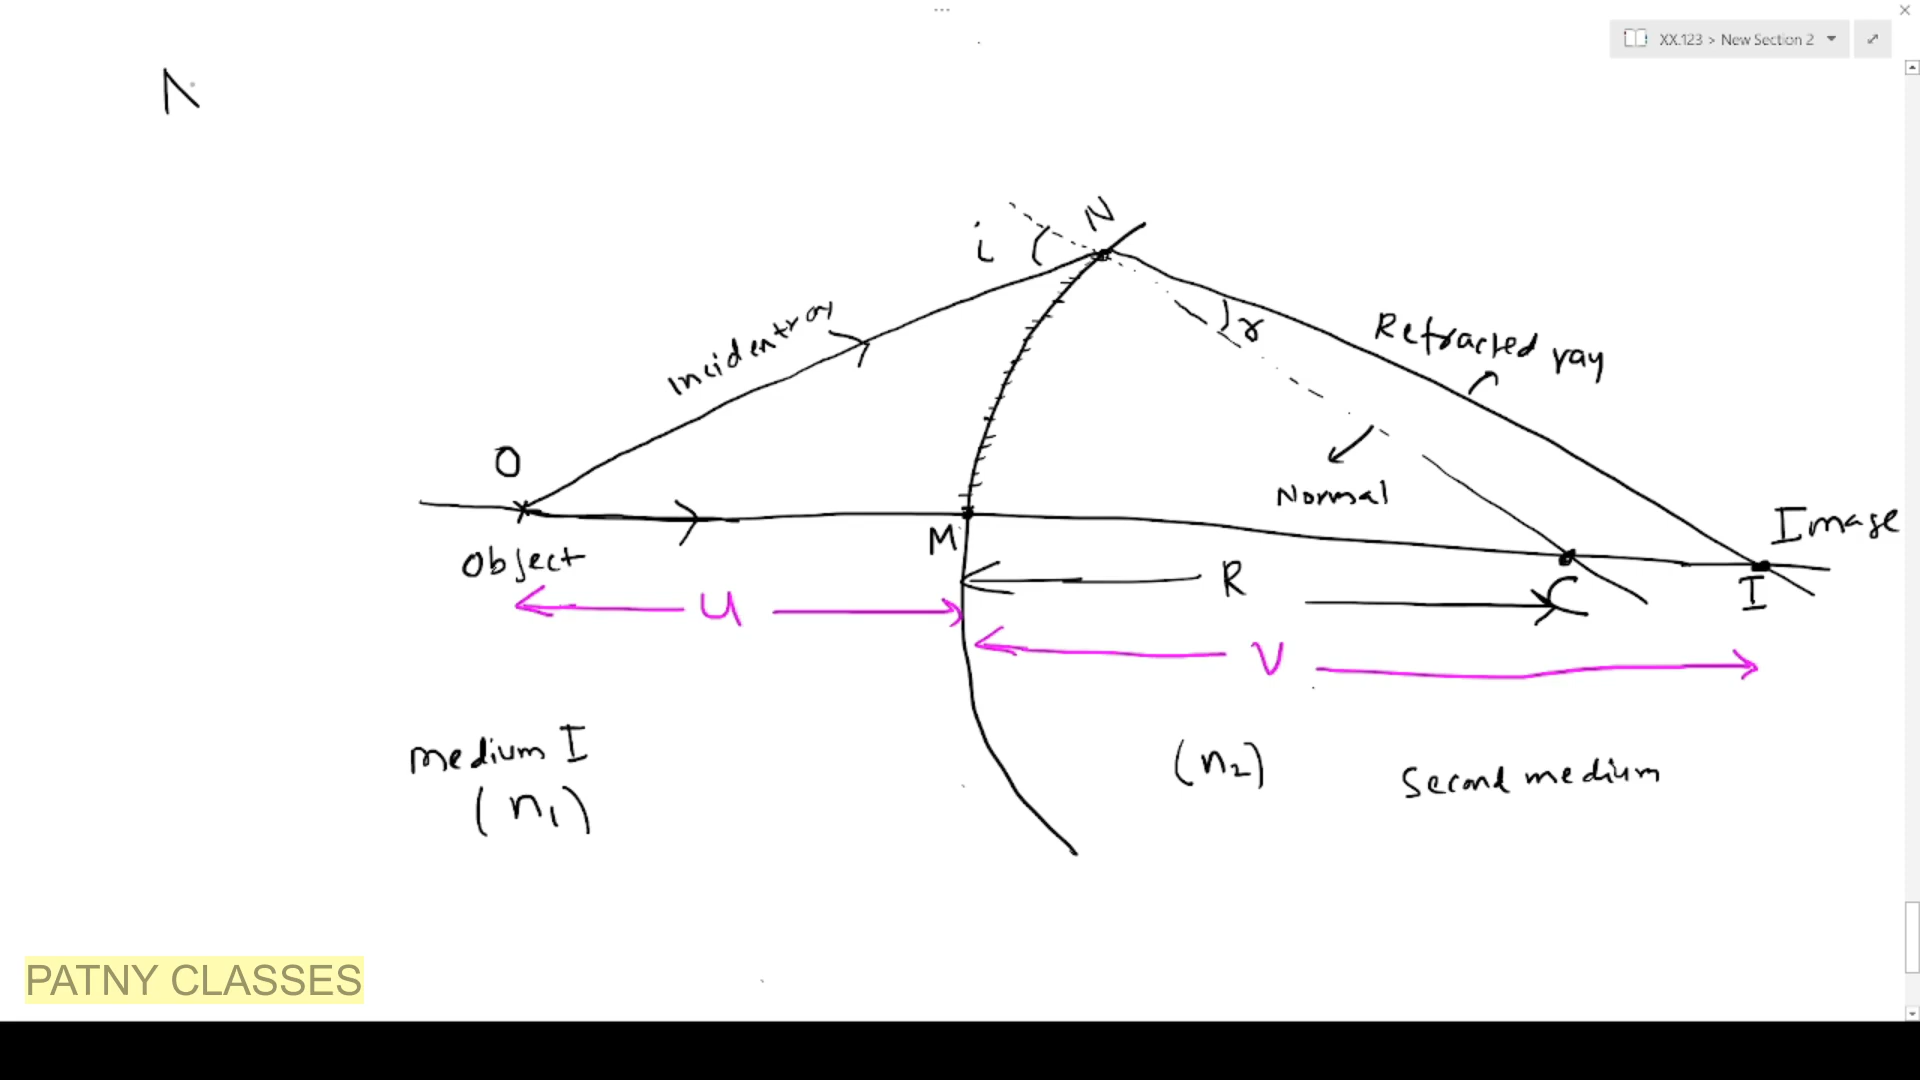 XX.123 > New Section 2
N
i
Incident ray
r
Refracted ray
O
Normal
Image
Object
M
R
C
I
u
v
medium I
(n₂)
Second medium
(n₁)
PATNY CLASSES